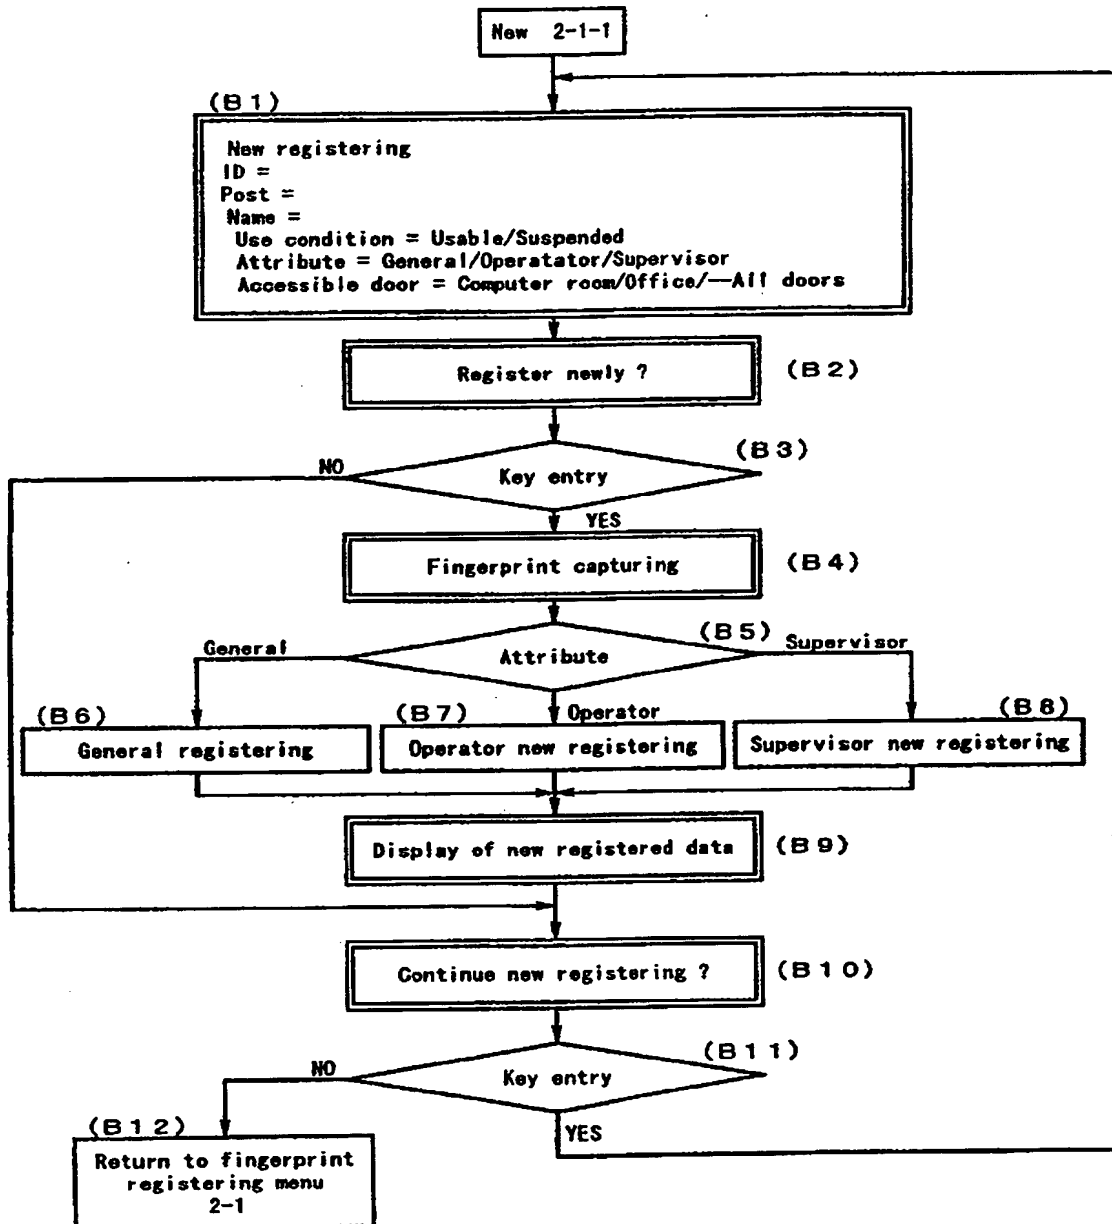 New 2-1-1
(B1)
New registering
ID =
Post =
Name =
Use condition = Usable/Suspended
Attribute = General/Operatator/Supervisor
Accessible door = Computer room/Office/—All doors
Register newly ?
(B2)
(B3)
NO
Key entry
YES
Fingerprint capturing
(B4)
(B5)
General
Supervisor
Attribute
(B6)
(B7)
Operator
(B8)
General registering
Operator new registering
Supervisor new registering
Display of new registered data
(B9)
Continue new registering ?
(B10)
(B11)
NO
Key entry
(B12)
YES
Return to fingerprint
registering menu
2-1